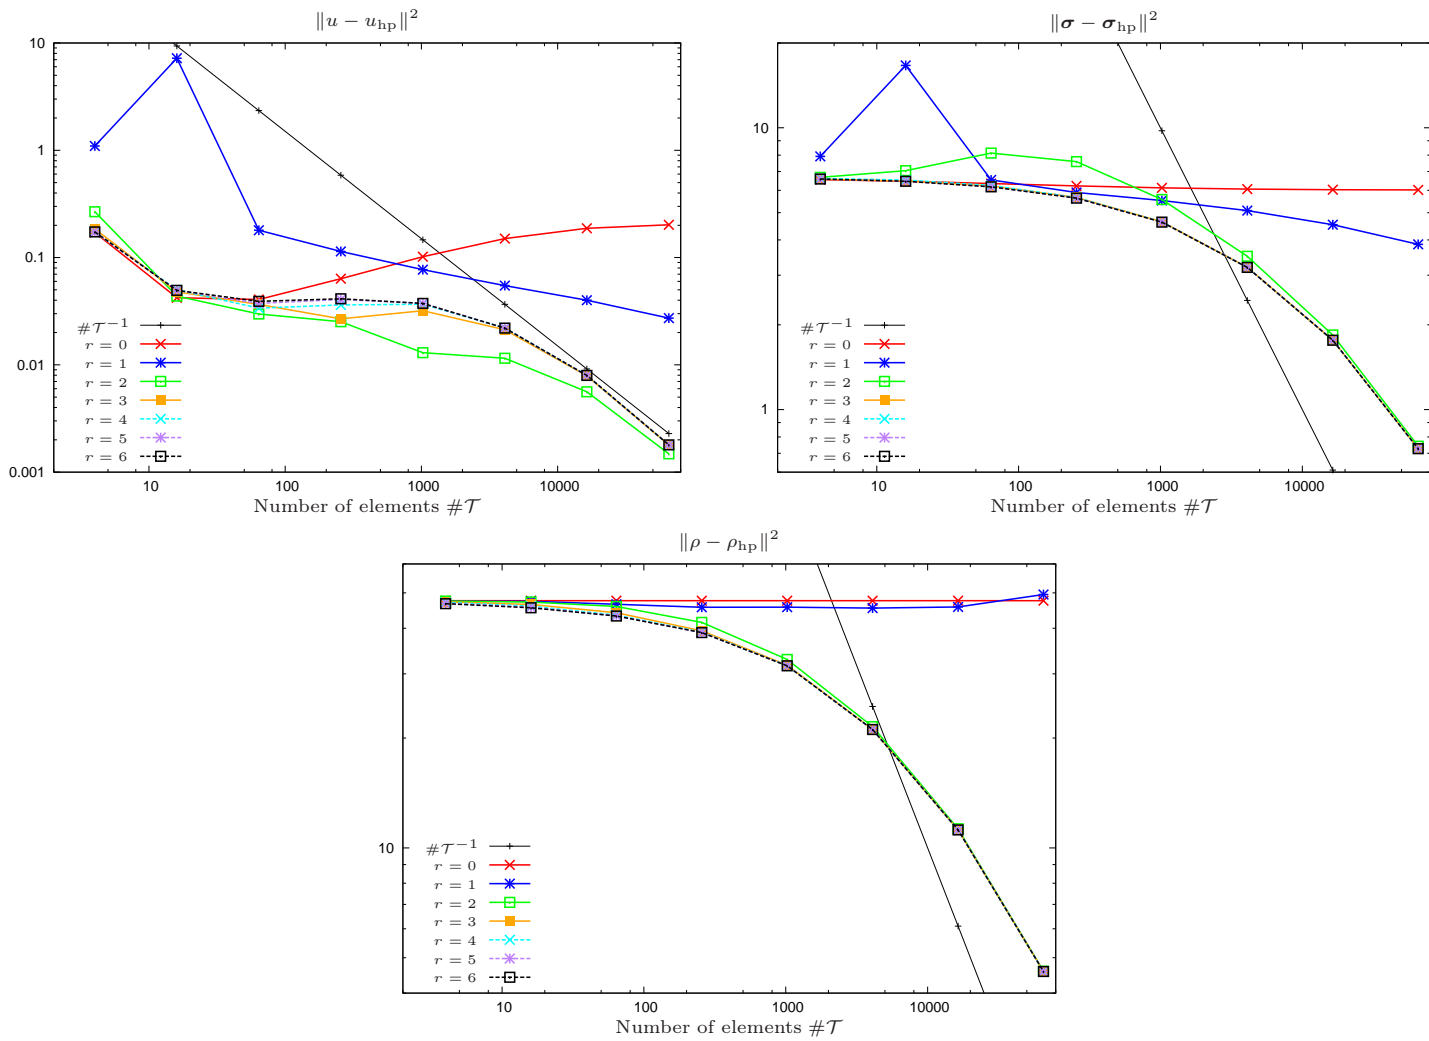 ‖u − u_hp‖²
10
1
0.1
0.01
0.001
#𝒯⁻¹
r = 0
r = 1
r = 2
r = 3
r = 4
r = 5
r = 6
10
100
1000
10000
Number of elements #𝒯
‖𝝈 − 𝝈_hp‖²
10
1
#𝒯⁻¹
r = 0
r = 1
r = 2
r = 3
r = 4
r = 5
r = 6
10
100
1000
10000
Number of elements #𝒯
‖ρ − ρ_hp‖²
10
#𝒯⁻¹
r = 0
r = 1
r = 2
r = 3
r = 4
r = 5
r = 6
10
100
1000
10000
Number of elements #𝒯